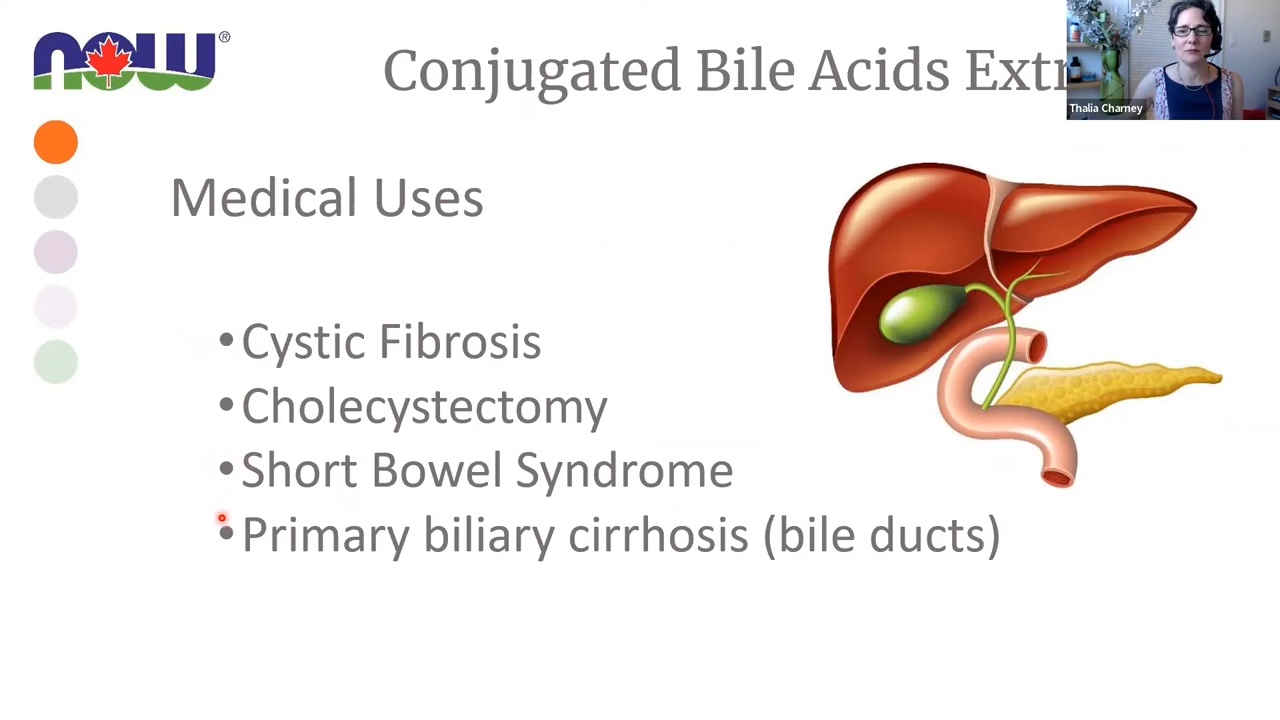 now®
Conjugated Bile Acids
Thalia Charney
Medical Uses
•Cystic Fibrosis
•Cholecystectomy
•Short Bowel Syndrome
•Primary biliary cirrhosis (bile ducts)